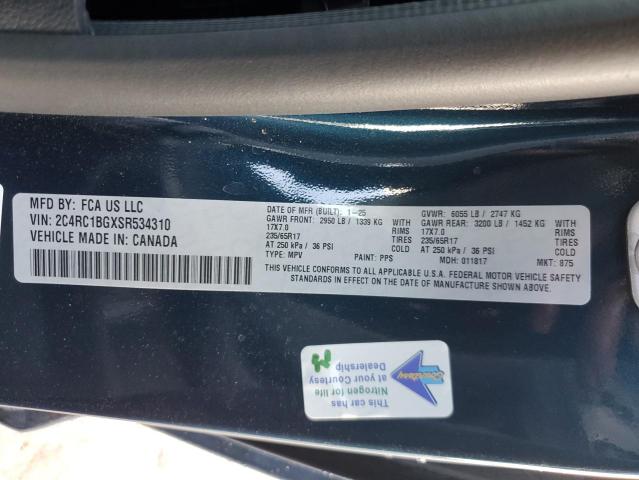 MFD BY: FCA US LLC
VIN: 2C4RC1BGXSR534310
VEHICLE MADE IN: CANADA
DATE OF MFR (BUILT): 1-25
GAWR FRONT: 2950 LB / 1339 KG WITH
17X7.0 RIMS
235/65R17
AT 250 kPa / 36 PSI COLD
TYPE: MPV PAINT: PPS
GVWR: 6055 LB / 2747 KG
GAWR REAR: 3200 LB / 1452 KG WITH
17X7.0 RIMS
235/65R17
AT 250 kPa / 36 PSI COLD
MDH: 011817 MKT: 875
THIS VEHICLE CONFORMS TO ALL APPLICABLE U.S.A. FEDERAL MOTOR VEHICLE SAFETY
STANDARDS IN EFFECT ON THE DATE OF MANUFACTURE SHOWN ABOVE.
This car has
Nitrogen for life
at your Courtesy
Dealership
Courtesy